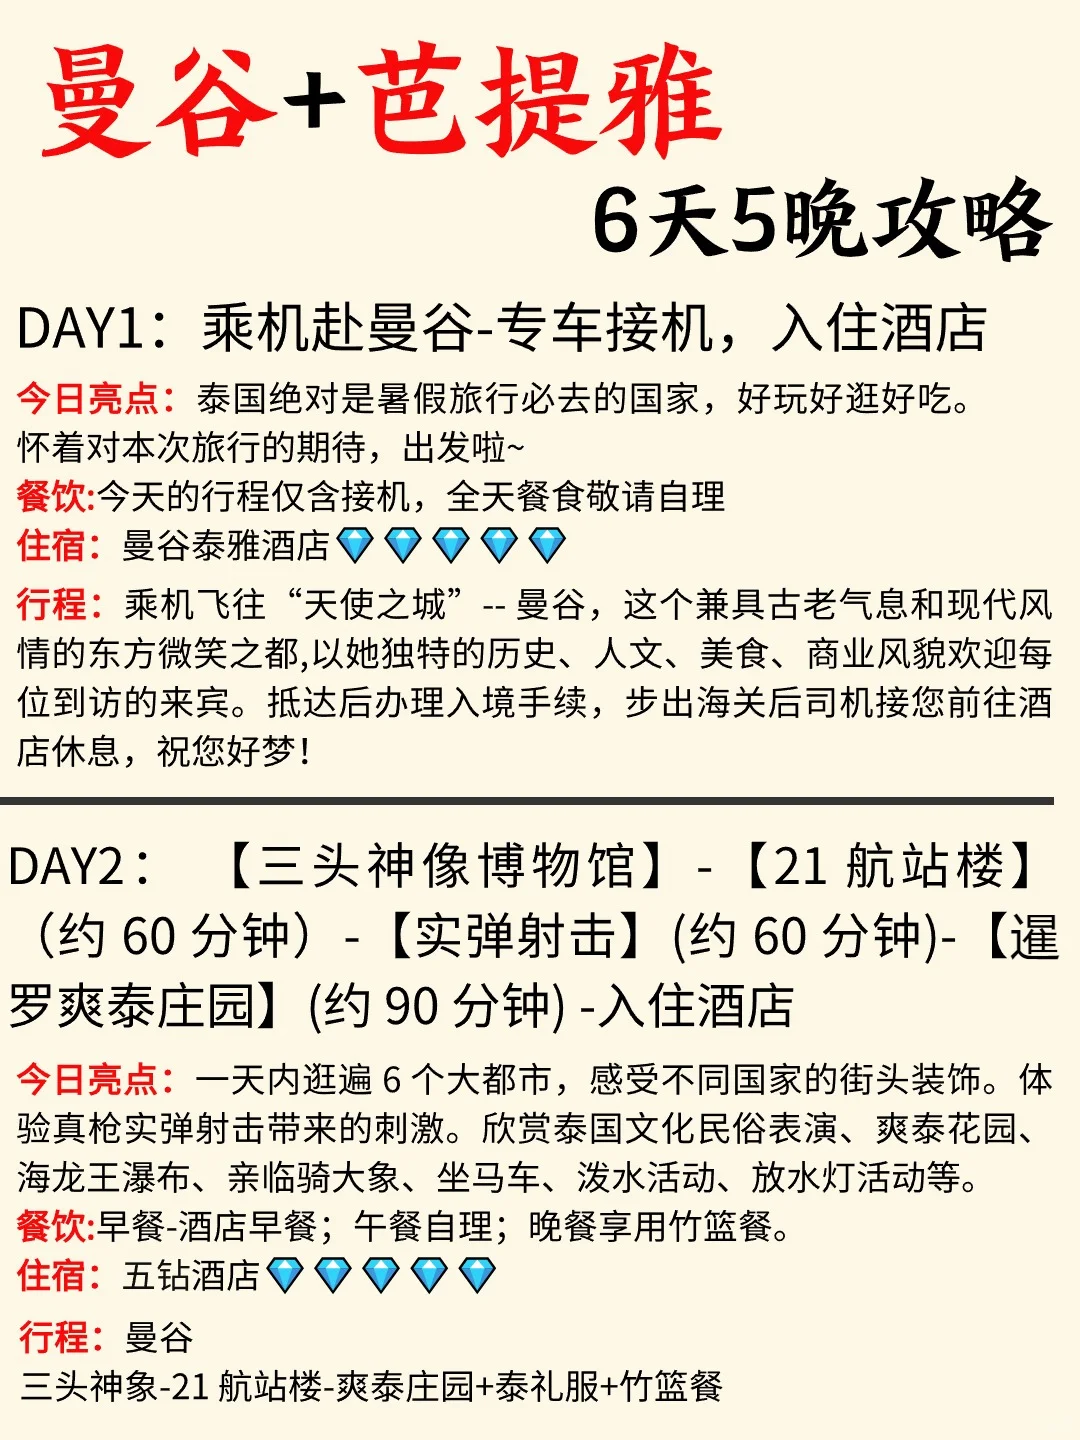 曼谷+芭提雅
6天5晚攻略
DAY1：乘机赴曼谷-专车接机，入住酒店
今日亮点：泰国绝对是暑假旅行必去的国家，好玩好逛好吃。
怀着对本次旅行的期待，出发啦~
餐饮:今天的行程仅含接机，全天餐食敬请自理
住宿：曼谷泰雅酒店💎💎💎💎💎
行程：乘机飞往“天使之城”-- 曼谷，这个兼具古老气息和现代风
情的东方微笑之都,以她独特的历史、人文、美食、商业风貌欢迎每
位到访的来宾。抵达后办理入境手续，步出海关后司机接您前往酒
店休息，祝您好梦！
DAY2：【三头神像博物馆】-【21 航站楼】
（约 60 分钟）-【实弹射击】(约 60 分钟)-【暹
罗爽泰庄园】(约 90 分钟) -入住酒店
今日亮点：一天内逛遍 6 个大都市，感受不同国家的街头装饰。体
验真枪实弹射击带来的刺激。欣赏泰国文化民俗表演、爽泰花园、
海龙王瀑布、亲临骑大象、坐马车、泼水活动、放水灯活动等。
餐饮:早餐-酒店早餐；午餐自理；晚餐享用竹篮餐。
住宿：五钻酒店💎💎💎💎💎
行程：曼谷
三头神象-21 航站楼-爽泰庄园+泰礼服+竹篮餐